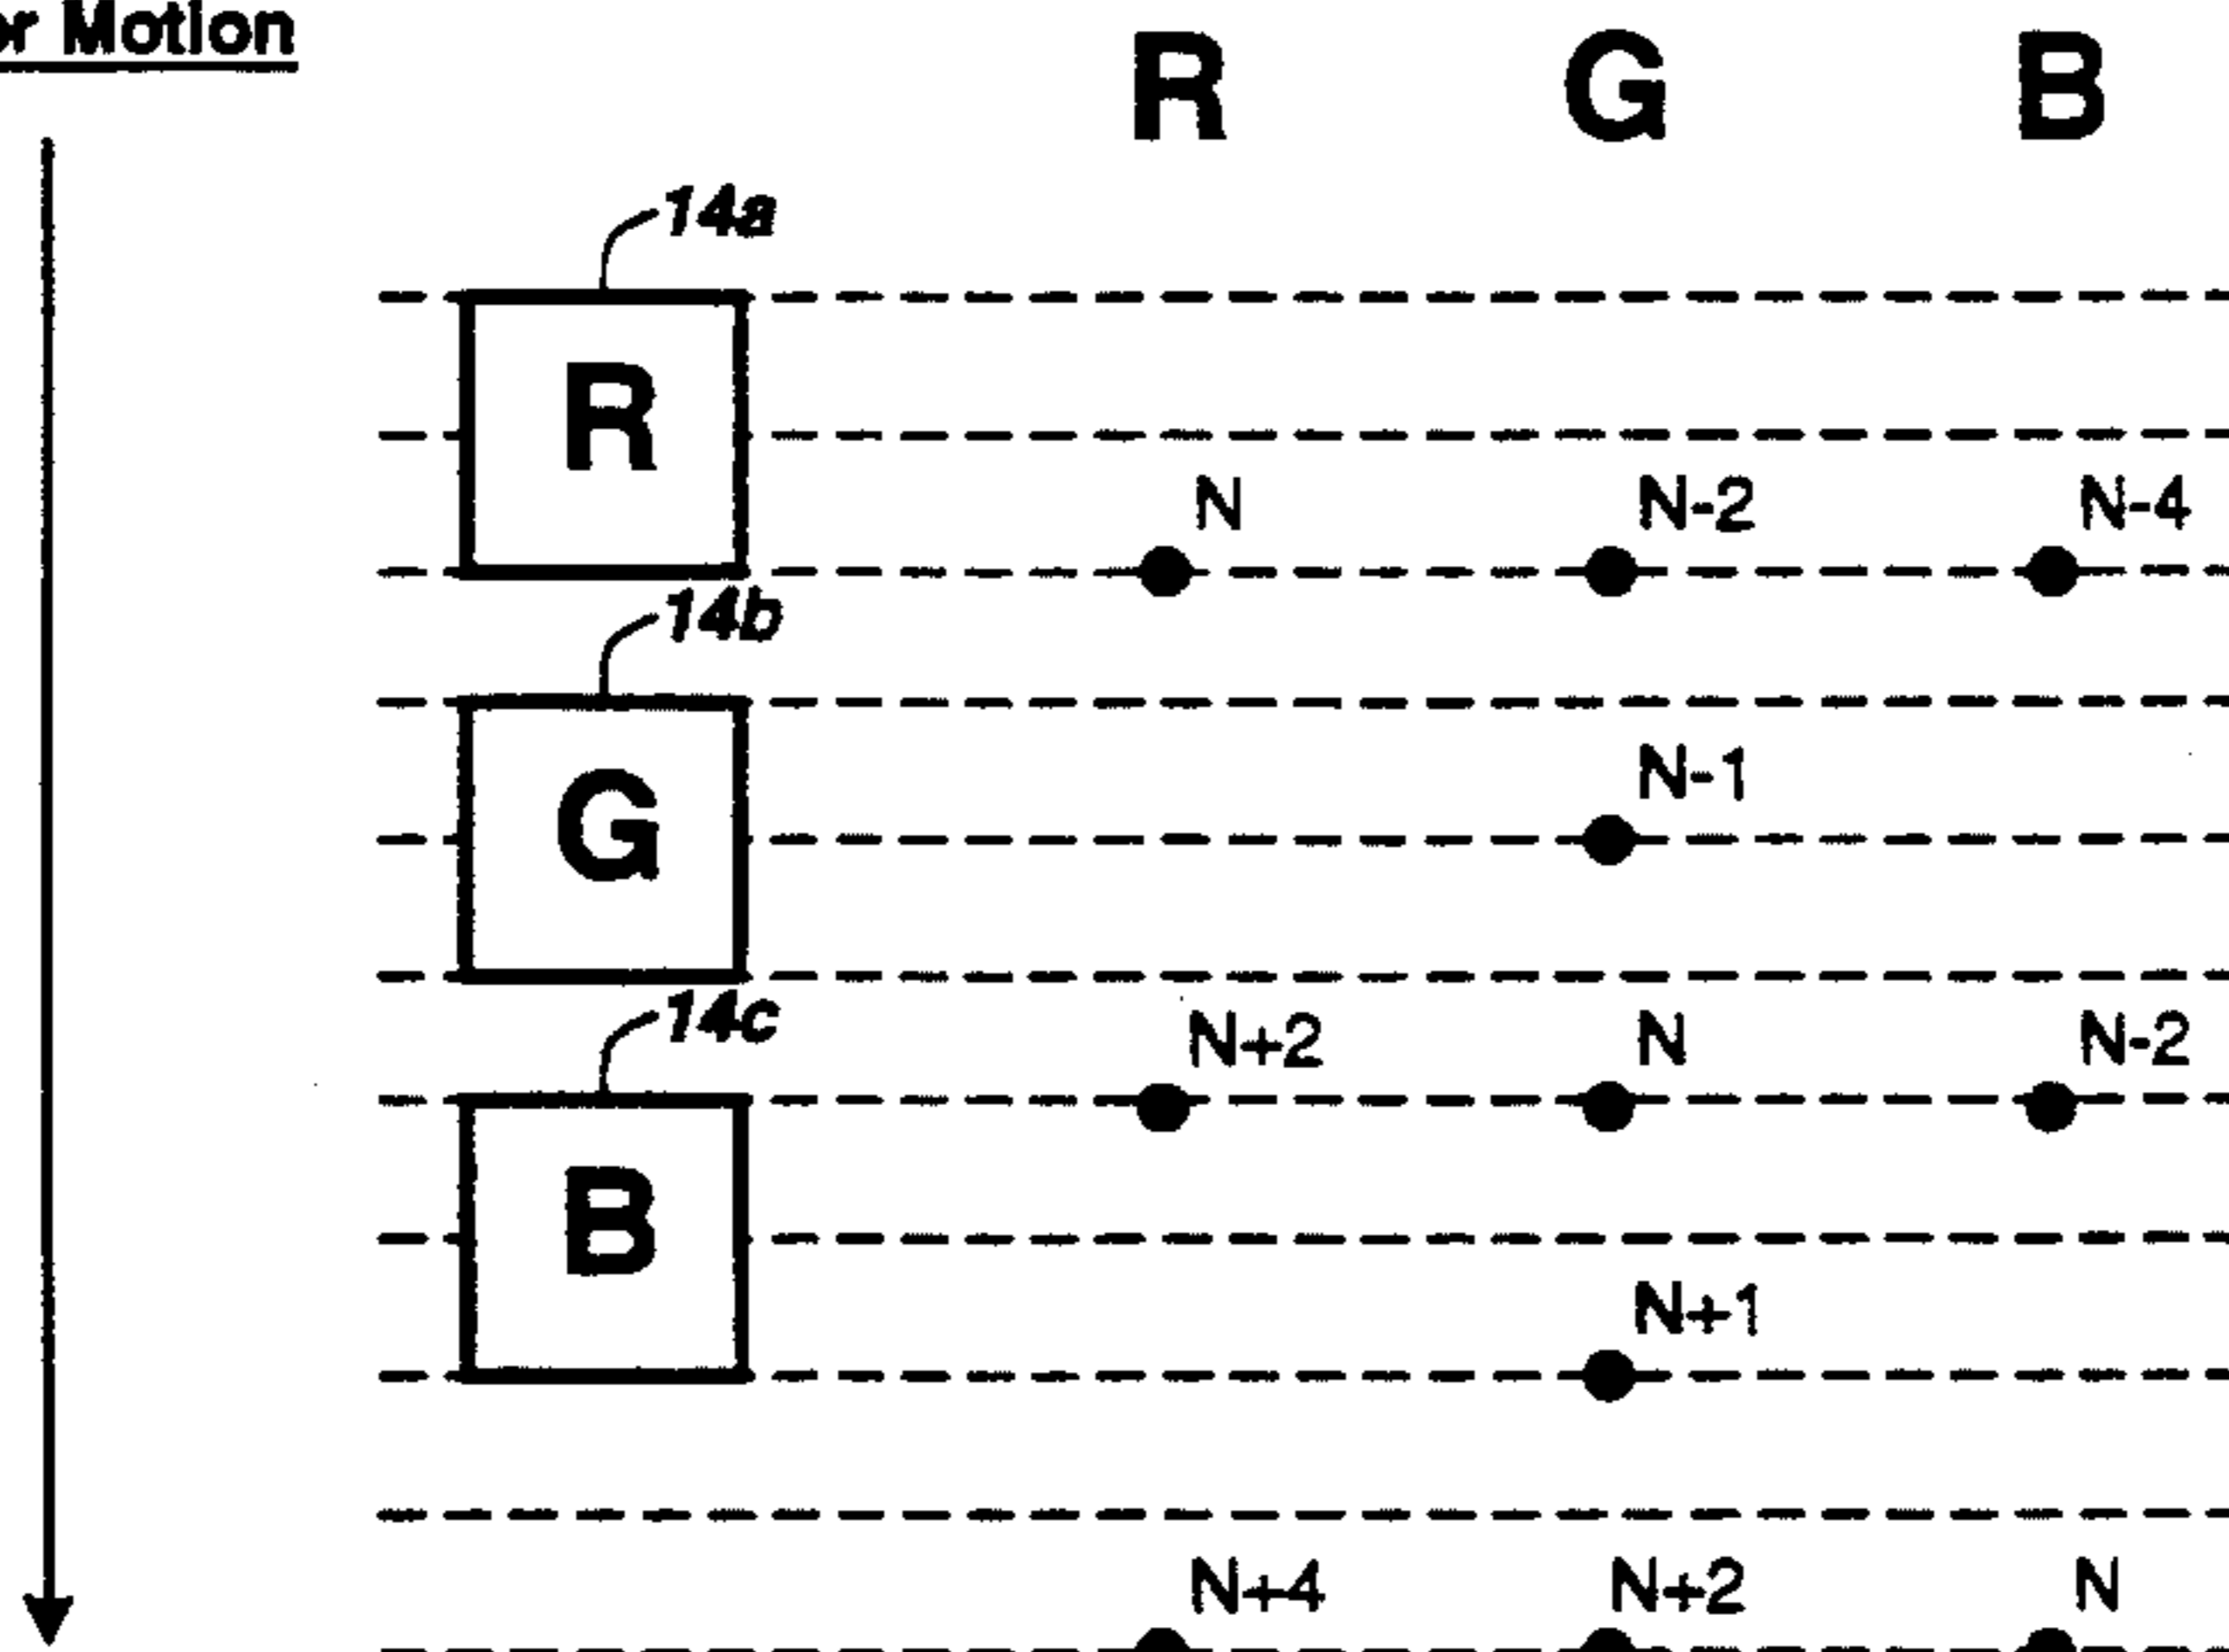 Motion
R G B
14a
R
N N-2 N-4
14b
N-1
G
14c
N+2 N N-2
B
N+1
N+4 N+2 N